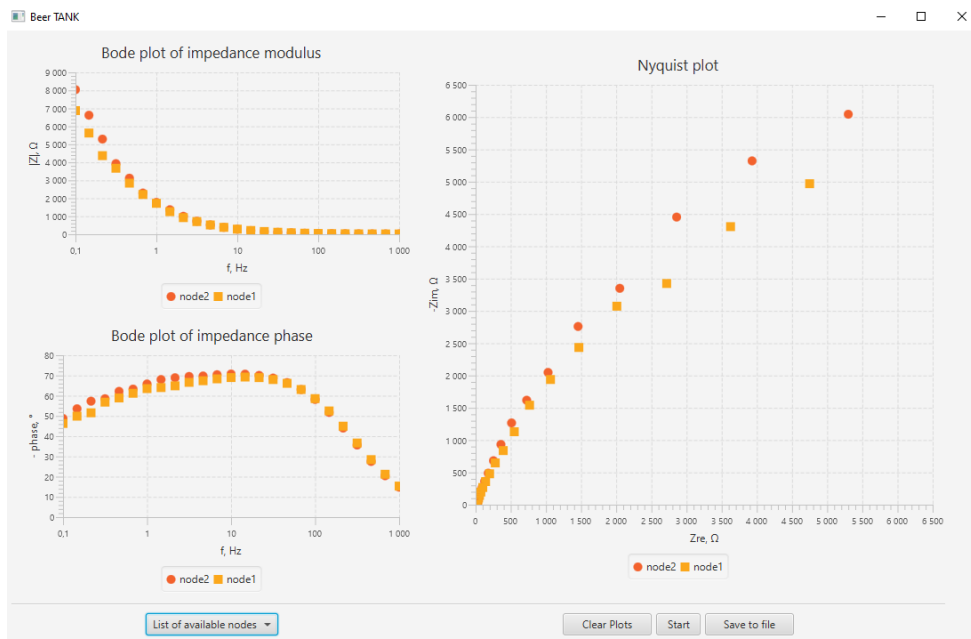 Beer TANK
Bode plot of impedance modulus
9 000
8 000
7 000
6 000
5 000
4 000
3 000
2 000
1 000
0
|Z|, Ω
0,1 1 10 100 1 000
f, Hz
node2 node1
Bode plot of impedance phase
80
70
60
50
40
30
20
10
0
- phase, °
0,1 1 10 100 1 000
f, Hz
node2 node1
Nyquist plot
6 500
6 000
5 500
5 000
4 500
4 000
3 500
3 000
2 500
2 000
1 500
1 000
500
0
-Zim, Ω
0 500 1 000 1 500 2 000 2 500 3 000 3 500 4 000 4 500 5 000 5 500 6 000 6 500
Zre, Ω
node2 node1
List of available nodes
Clear Plots Start Save to file